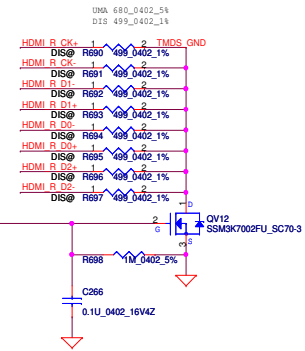 UMA 680_0402_5%
DIS 499_0402_1%
HDMI_R_CK+ 1 2 TMDS_GND
DIS@ R690 499_0402_1%
HDMI_R_CK- 1 2
DIS@ R691 499_0402_1%
HDMI_R_D1- 1 2
DIS@ R692 499_0402_1%
HDMI_R_D1+ 1 2
DIS@ R693 499_0402_1%
HDMI_R_D0- 1 2
DIS@ R694 499_0402_1%
HDMI_R_D0+ 1 2
DIS@ R695 499_0402_1%
HDMI_R_D2+ 1 2
DIS@ R696 499_0402_1%
HDMI_R_D2- 1 2
DIS@ R697 499_0402_1%
1 D
QV12
2 G
SSM3K7002FU_SC70-3
3 S
R698 1M_0402_5%
C266
0.1U_0402_16V4Z